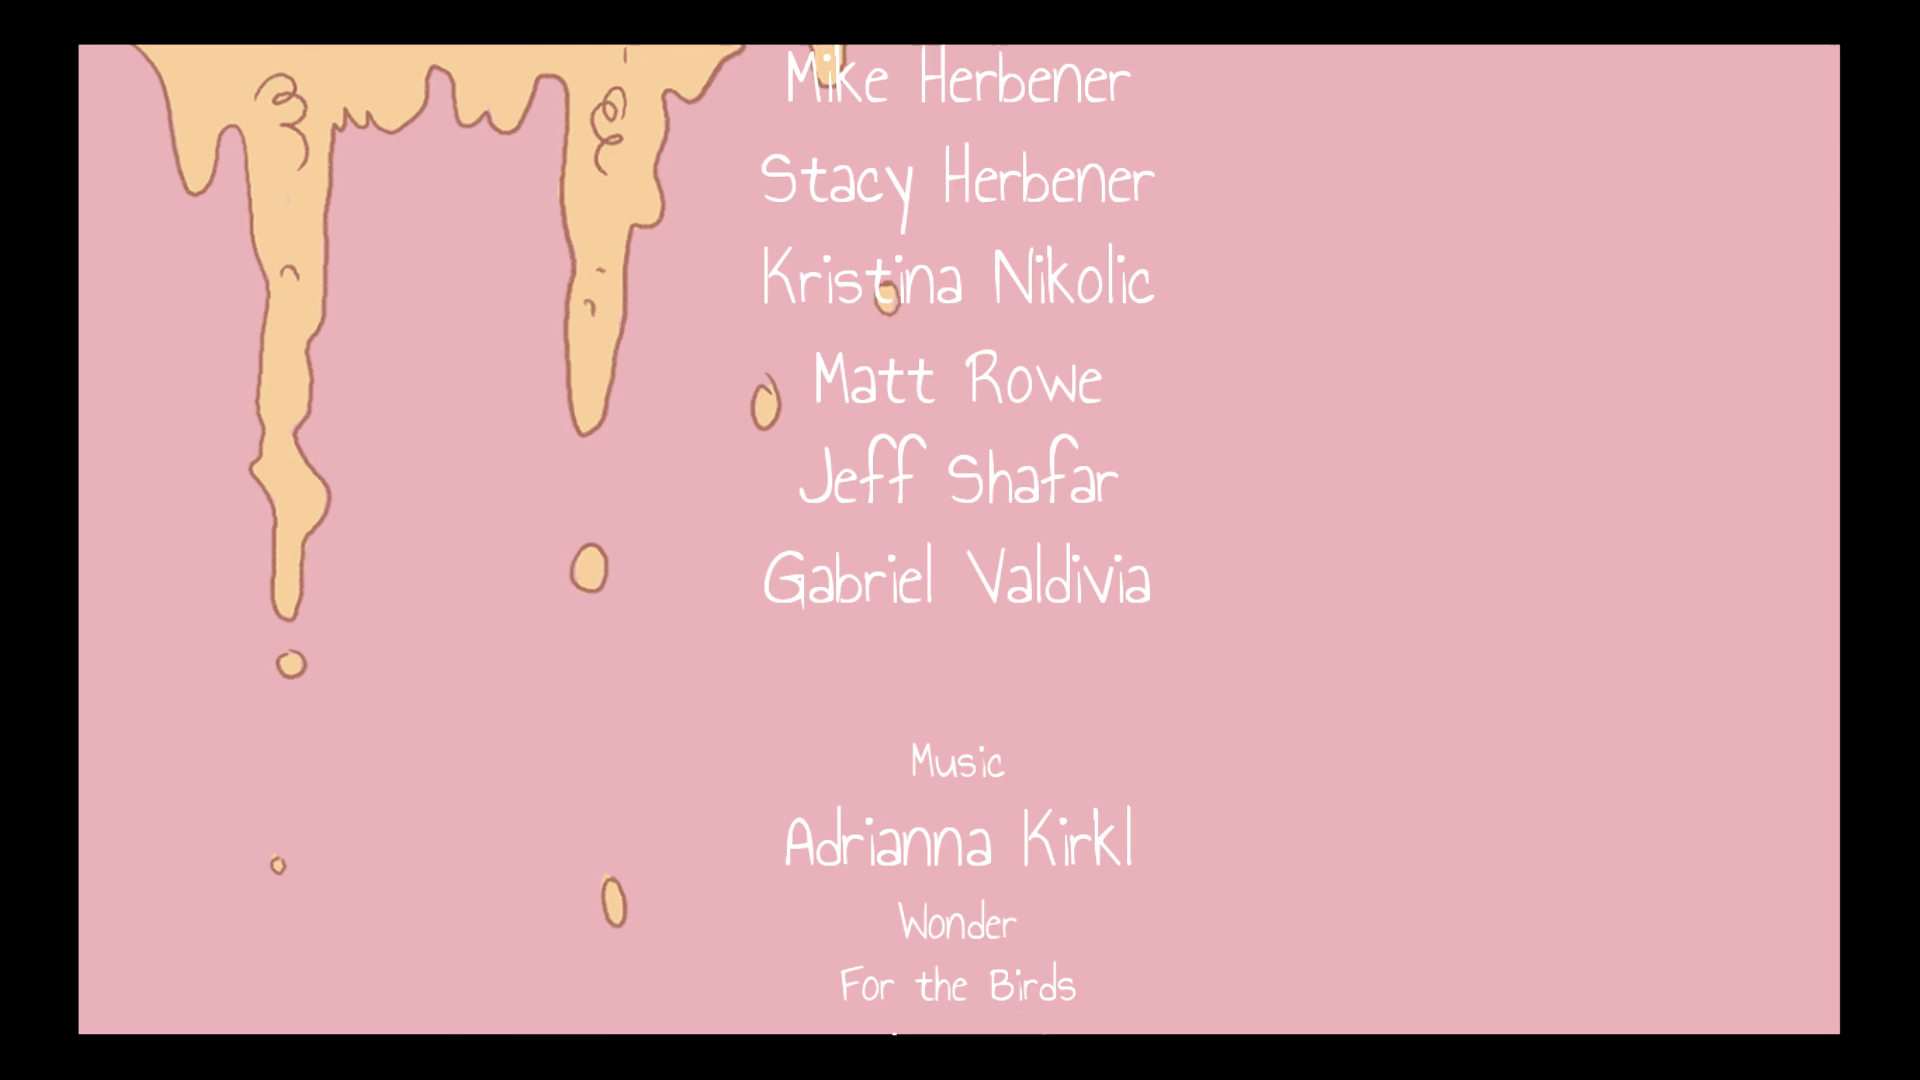 Mike Herbener
Stacy Herbener
Kristina Nikolic
Matt Rowe
Jeff Shafar
Gabriel Valdivia
Music
Adrianna Kirkl
Wonder
For the Birds